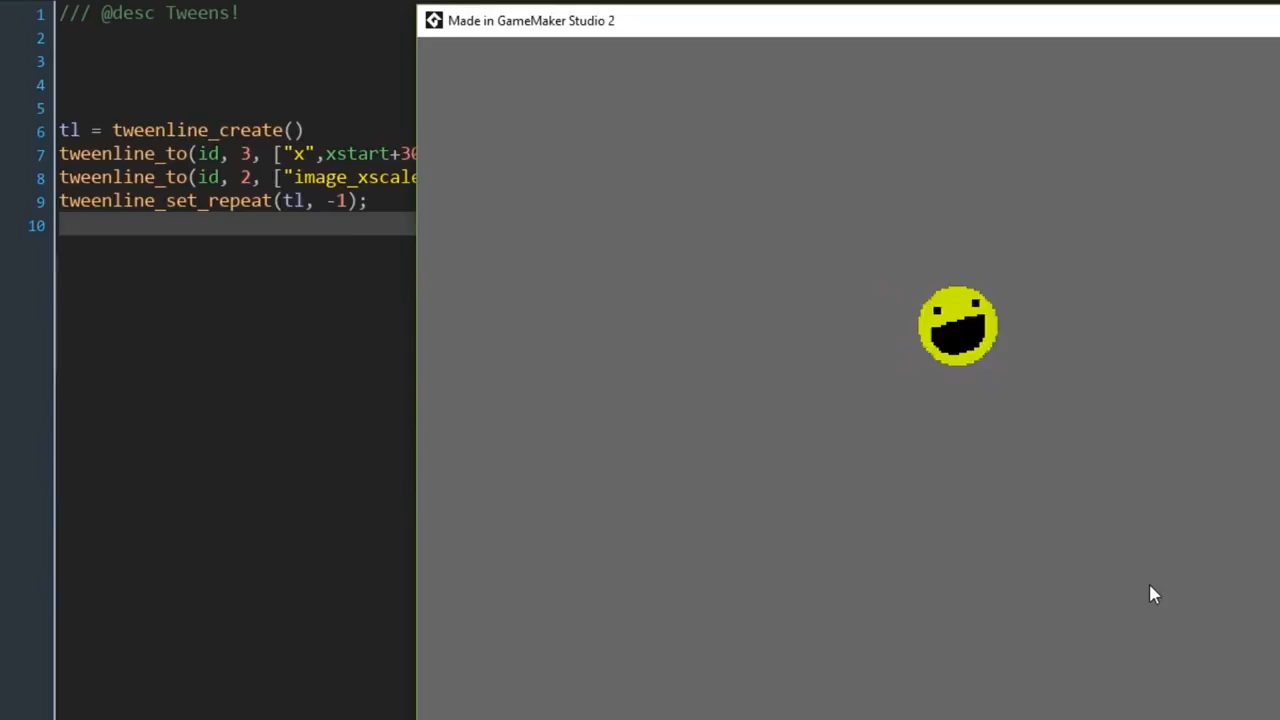 Made in GameMaker Studio 2
1 /// @desc Tweens!
2
3
4
5
6 tl = tweenline_create()
7 tweenline_to(id, 3, ["x",xstart+30
8 tweenline_to(id, 2, ["image_xscale
9 tweenline_set_repeat(tl, -1);
10